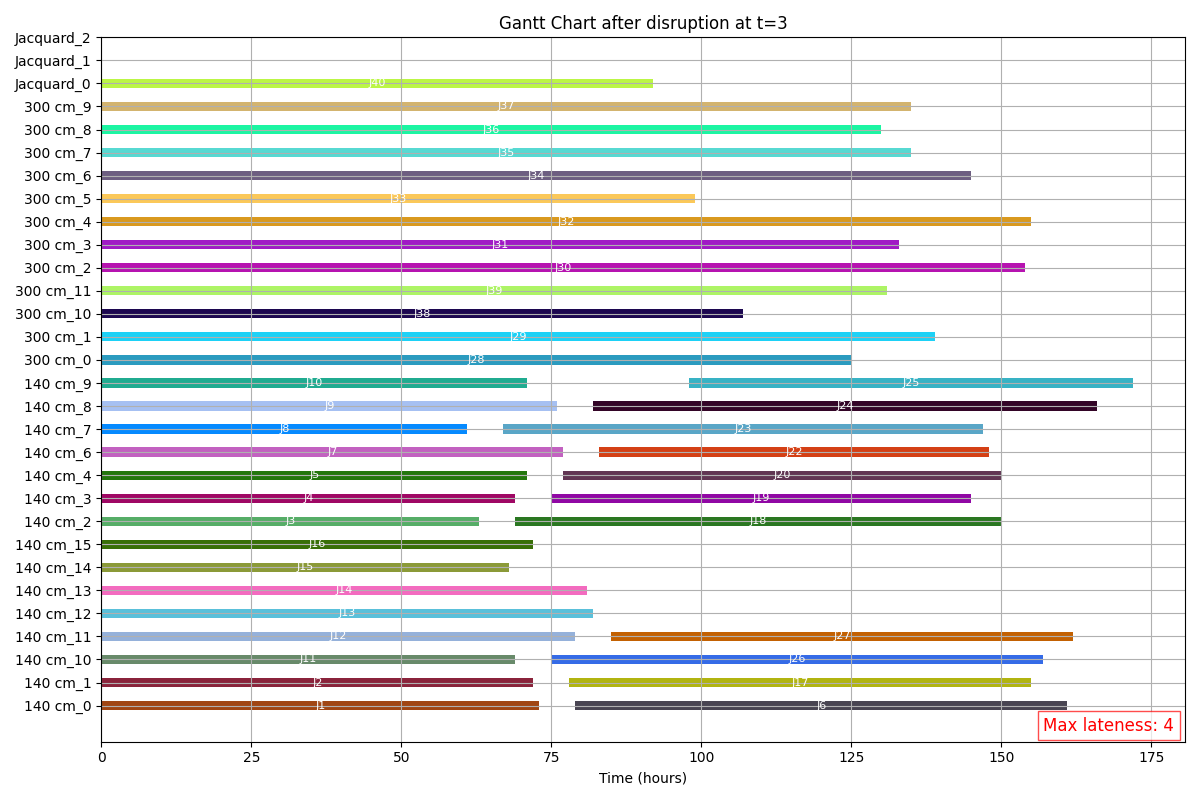 Gantt Chart after disruption at t=3
Jacquard_2
Jacquard_1
Jacquard_0 J40
300 cm_9 J37
300 cm_8 J36
300 cm_7 J35
300 cm_6 J34
300 cm_5 J33
300 cm_4 J32
300 cm_3 J31
300 cm_2 J30
300 cm_11 J39
300 cm_10 J38
300 cm_1 J29
300 cm_0 J28
140 cm_9 J10 J25
140 cm_8 J9 J24
140 cm_7 J8 J23
140 cm_6 J7 J22
140 cm_4 J5 J20
140 cm_3 J4 J19
140 cm_2 J3 J18
140 cm_15 J16
140 cm_14 J15
140 cm_13 J14
140 cm_12 J13
140 cm_11 J12 J27
140 cm_10 J11 J26
140 cm_1 J2 J17
140 cm_0 J1 J6
Max lateness: 4
0 25 50 75 100 125 150 175
Time (hours)